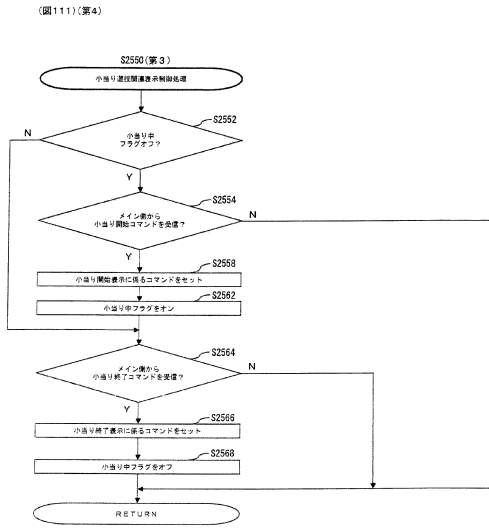 (図111)(第4)
S2550(第3)
小当り遊技関連表示制御処理
S2552
小当り中
フラグオフ?
N
Y
S2554
メイン側から
小当り開始コマンドを受信?
N
Y
S2558
小当り開始表示に係るコマンドをセット
S2562
小当り中フラグをオン
S2564
メイン側から
小当り終了コマンドを受信?
N
Y
S2566
小当り終了表示に係るコマンドをセット
S2568
小当り中フラグをオフ
RETURN